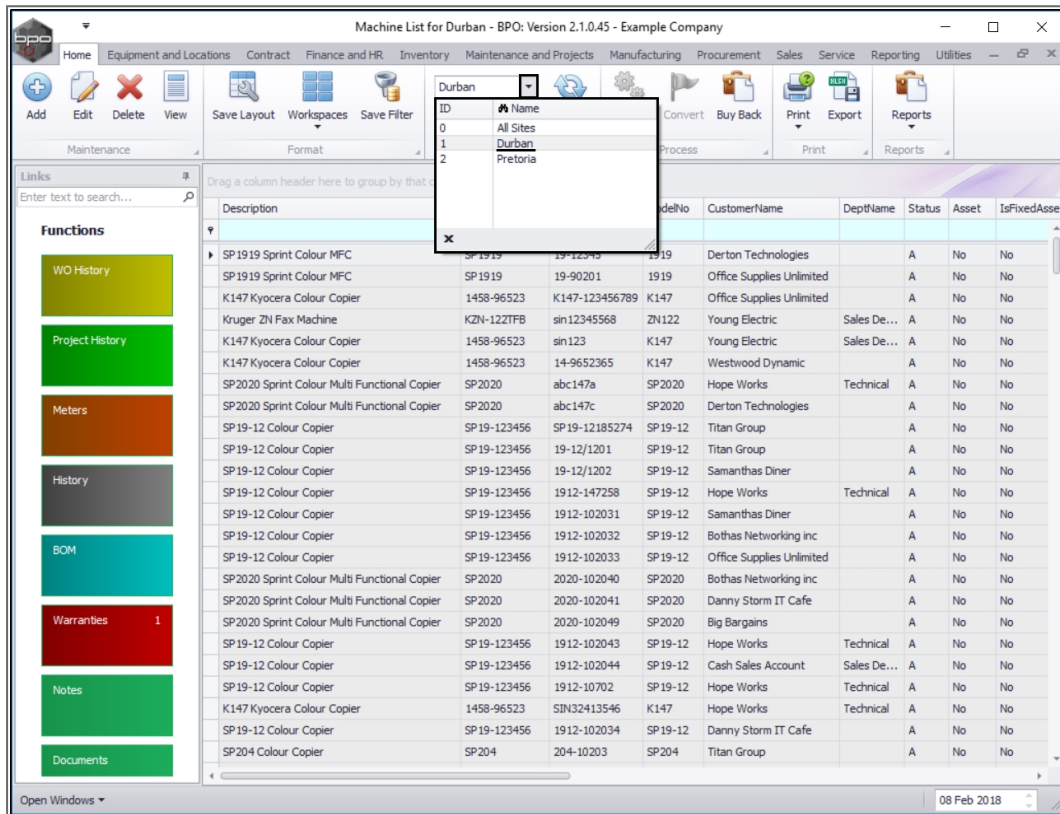 Machine List for Durban - BPO: Version 2.1.0.45 - Example Company
bpo
Home Equipment and Locations Contract Finance and HR Inventory Maintenance and Projects Manufacturing Procurement Sales Service Reporting Utilities
Durban
Add Edit Delete View Save Layout Workspaces Save Filter Convert Buy Back Print Export Reports
Maintenance Format Process Print Reports
ID Name
0 All Sites
1 Durban
2 Pretoria
Links
Enter text to search...
Functions
WO History
Project History
Meters
History
BOM
Warranties 1
Notes
Documents
Drag a column header here to group by that c
Description delNo CustomerName DeptName Status Asset IsFixedAsse
SP1919 Sprint Colour MFC SP1919 19-12345 1919 Derton Technologies A No No
SP1919 Sprint Colour MFC SP1919 19-90201 1919 Office Supplies Unlimited A No No
K147 Kyocera Colour Copier 1458-96523 K147-123456789 K147 Office Supplies Unlimited A No No
Kruger ZN Fax Machine KZN-122TFB sin12345568 ZN122 Young Electric Sales De... A No No
K147 Kyocera Colour Copier 1458-96523 sin123 K147 Young Electric Sales De... A No No
K147 Kyocera Colour Copier 1458-96523 14-9652365 K147 Westwood Dynamic A No No
SP2020 Sprint Colour Multi Functional Copier SP2020 abc147a SP2020 Hope Works Technical A No No
SP2020 Sprint Colour Multi Functional Copier SP2020 abc147c SP2020 Derton Technologies A No No
SP19-12 Colour Copier SP19-123456 SP19-12185274 SP19-12 Titan Group A No No
SP19-12 Colour Copier SP19-123456 19-12/1201 SP19-12 Titan Group A No No
SP19-12 Colour Copier SP19-123456 19-12/1202 SP19-12 Samanthas Diner A No No
SP19-12 Colour Copier SP19-123456 1912-147258 SP19-12 Hope Works Technical A No No
SP19-12 Colour Copier SP19-123456 1912-102031 SP19-12 Samanthas Diner A No No
SP19-12 Colour Copier SP19-123456 1912-102032 SP19-12 Bothas Networking inc A No No
SP19-12 Colour Copier SP19-123456 1912-102033 SP19-12 Office Supplies Unlimited A No No
SP2020 Sprint Colour Multi Functional Copier SP2020 2020-102040 SP2020 Bothas Networking inc A No No
SP2020 Sprint Colour Multi Functional Copier SP2020 2020-102041 SP2020 Danny Storm IT Cafe A No No
SP2020 Sprint Colour Multi Functional Copier SP2020 2020-102049 SP2020 Big Bargains A No No
SP19-12 Colour Copier SP19-123456 1912-102043 SP19-12 Hope Works Technical A No No
SP19-12 Colour Copier SP19-123456 1912-102044 SP19-12 Cash Sales Account Sales De... A No No
SP19-12 Colour Copier SP19-123456 1912-10702 SP19-12 Hope Works Technical A No No
K147 Kyocera Colour Copier 1458-96523 SIN32413546 K147 Hope Works Technical A No No
SP19-12 Colour Copier SP19-123456 1912-102034 SP19-12 Danny Storm IT Cafe A No No
SP204 Colour Copier SP204 204-10203 SP204 Titan Group A No No
Open Windows 08 Feb 2018